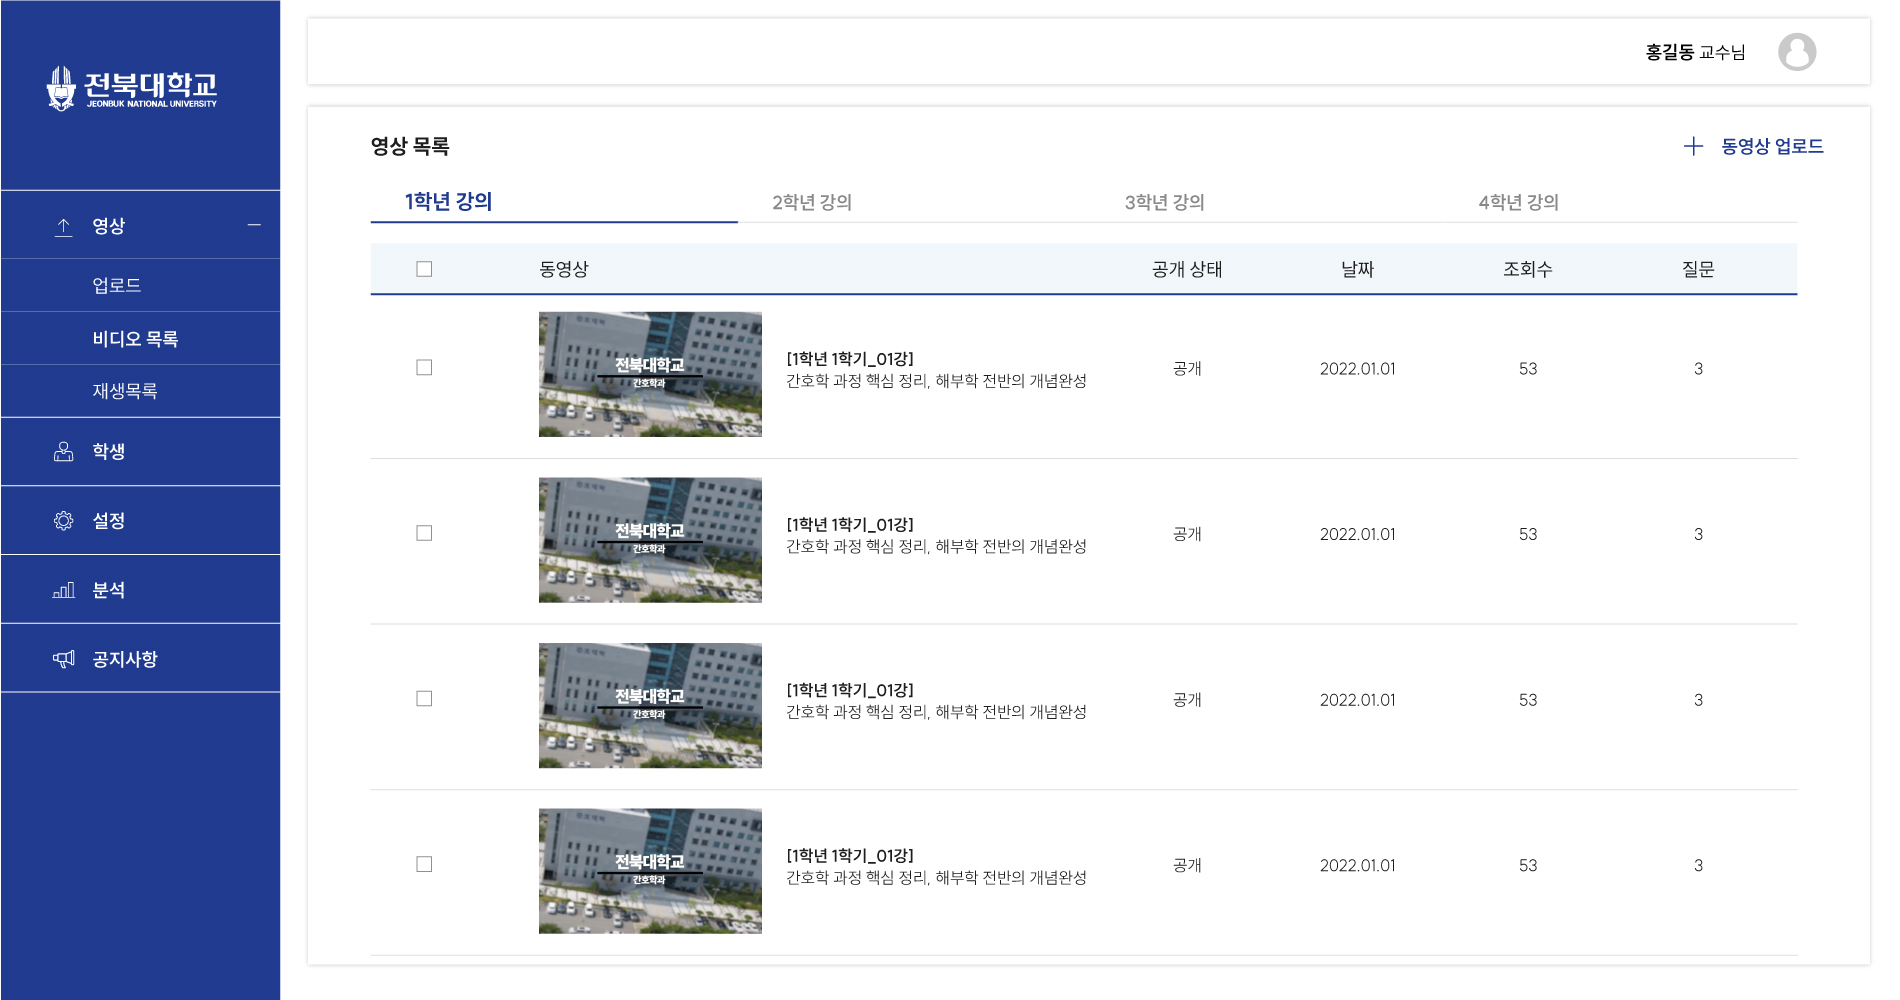 전북대학교
JEONBUK NATIONAL UNIVERSITY
영상
업로드
비디오 목록
재생목록
학생
설정
분석
공지사항
홍길동 교수님
영상 목록
동영상 업로드
1학년 강의 2학년 강의 3학년 강의 4학년 강의
동영상 공개 상태 날짜 조회수 질문
전북대학교
간호학과
[1학년 1학기_01강]
간호학 과정 핵심 정리, 해부학 전반의 개념완성
공개 2022.01.01 53 3
전북대학교
간호학과
[1학년 1학기_01강]
간호학 과정 핵심 정리, 해부학 전반의 개념완성
공개 2022.01.01 53 3
전북대학교
간호학과
[1학년 1학기_01강]
간호학 과정 핵심 정리, 해부학 전반의 개념완성
공개 2022.01.01 53 3
전북대학교
간호학과
[1학년 1학기_01강]
간호학 과정 핵심 정리, 해부학 전반의 개념완성
공개 2022.01.01 53 3